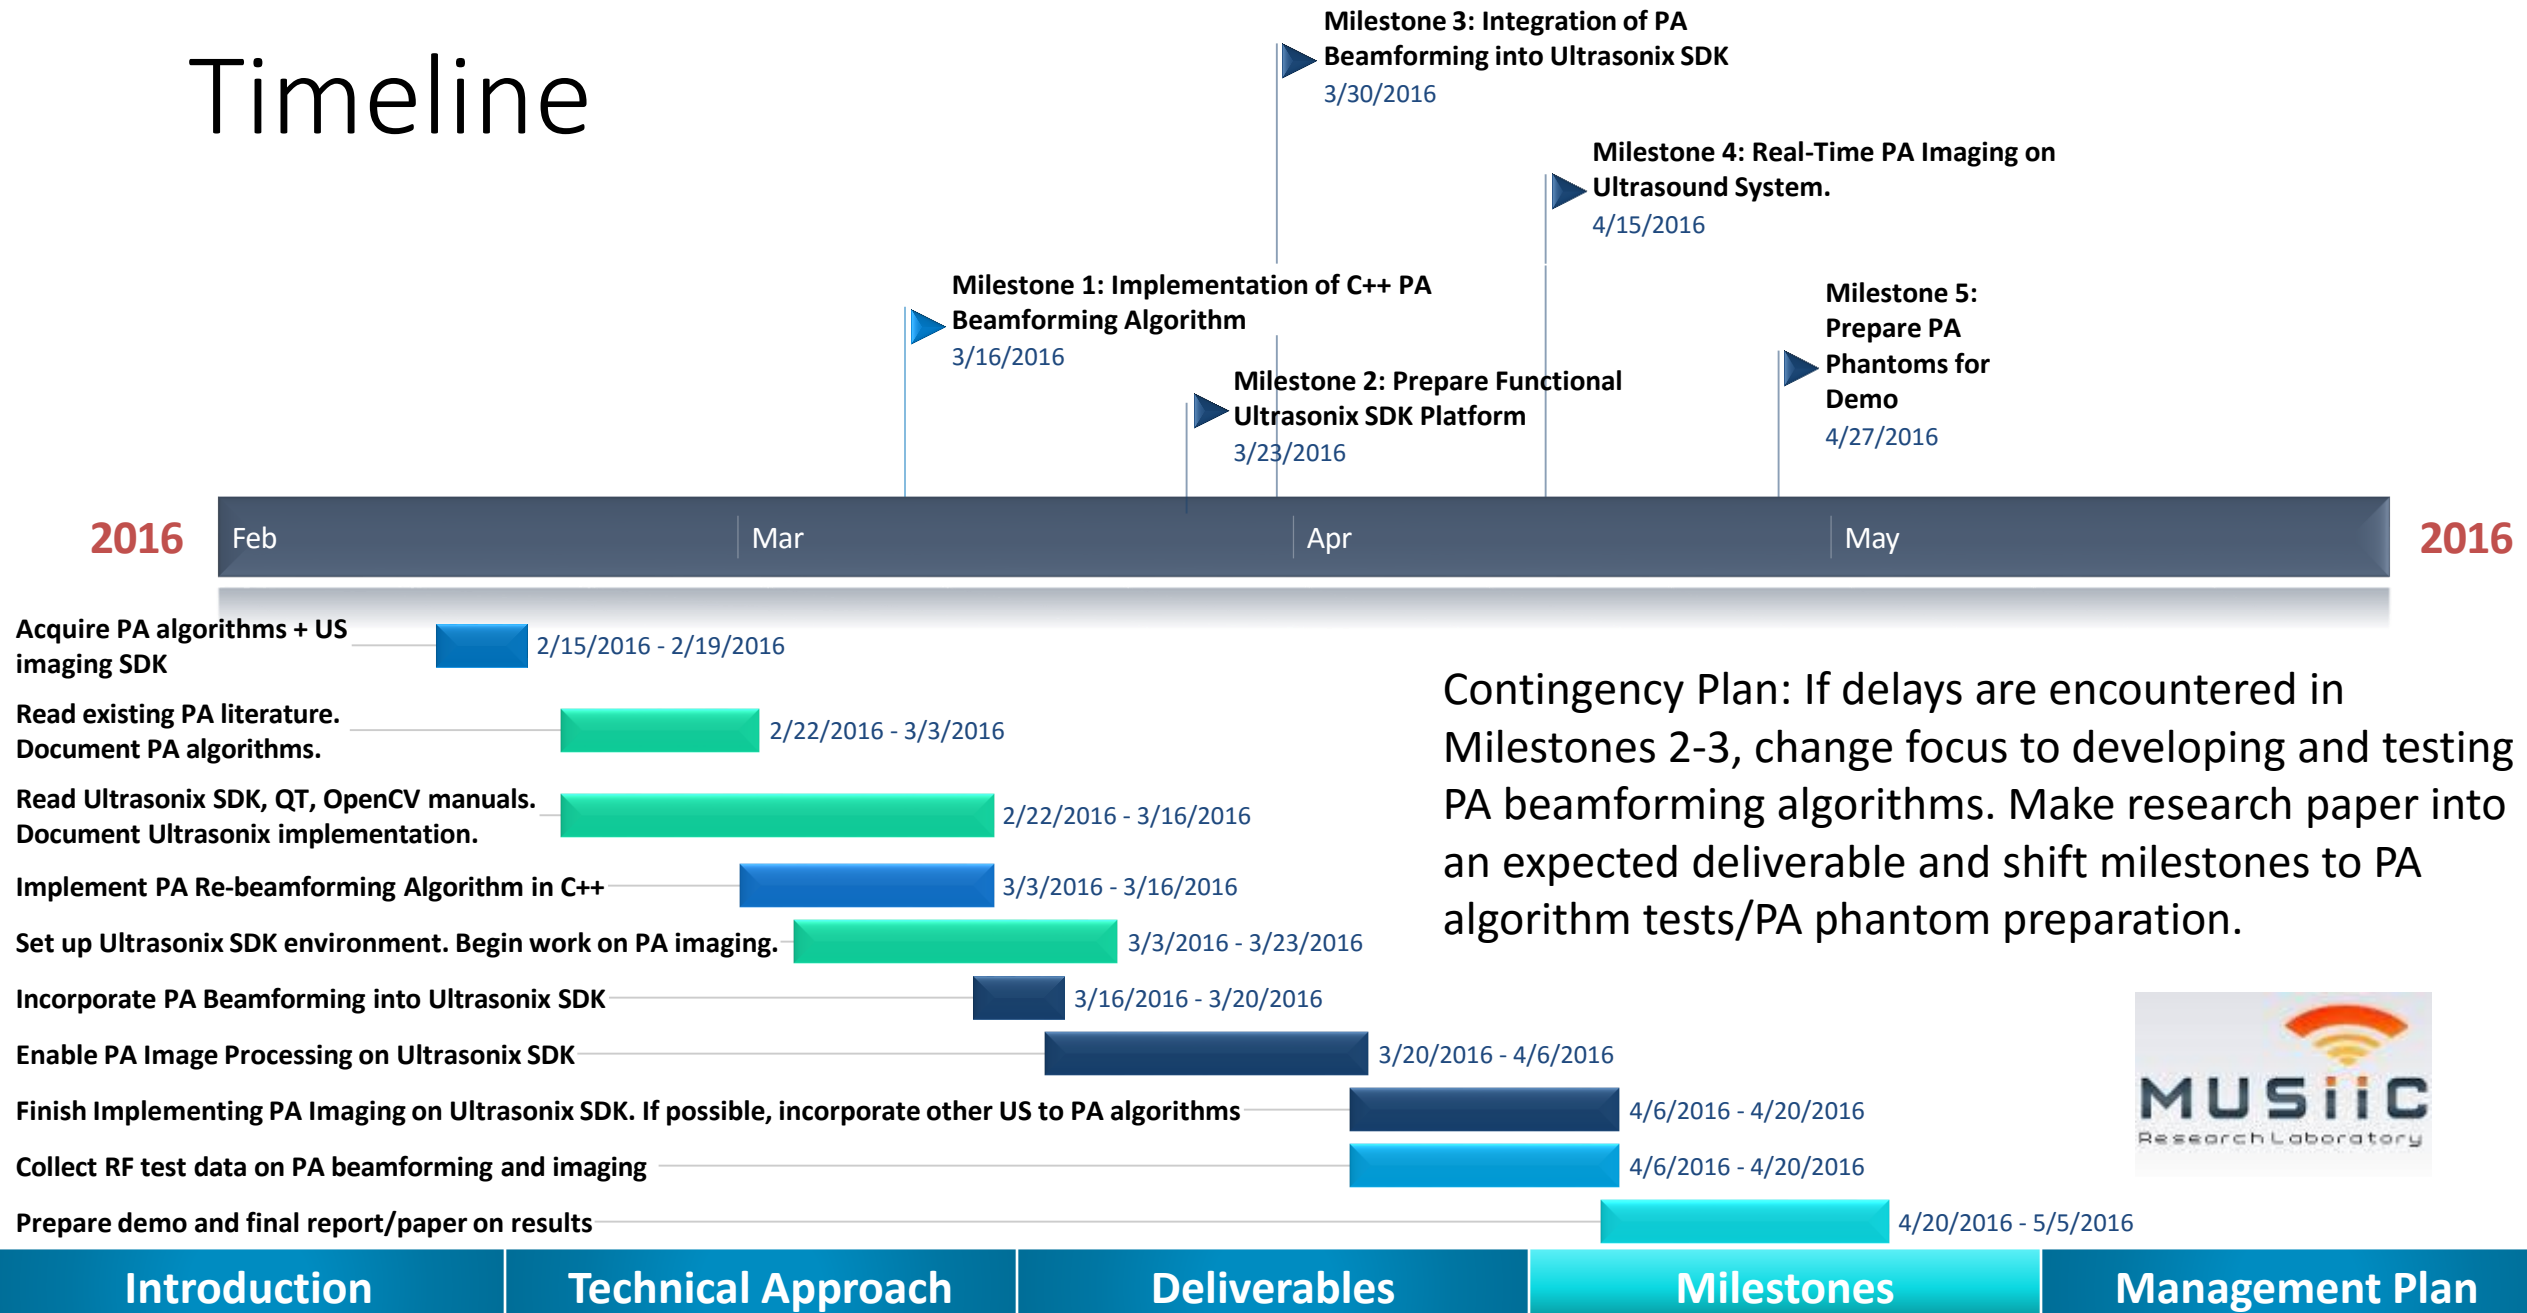 Timeline
Milestone 3: Integration of PA
Beamforming into Ultrasonix SDK
3/30/2016
Milestone 4: Real-Time PA Imaging on
Ultrasound System.
4/15/2016
Milestone 1: Implementation of C++ PA
Beamforming Algorithm
3/16/2016
Milestone 2: Prepare Functional
Ultrasonix SDK Platform
3/23/2016
Milestone 5:
Prepare PA
Phantoms for
Demo
4/27/2016
2016
Feb
Mar
Apr
May
2016
Acquire PA algorithms + US
imaging SDK
2/15/2016 - 2/19/2016
Read existing PA literature.
Document PA algorithms.
2/22/2016 - 3/3/2016
Read Ultrasonix SDK, QT, OpenCV manuals.
Document Ultrasonix implementation.
2/22/2016 - 3/16/2016
Implement PA Re-beamforming Algorithm in C++
3/3/2016 - 3/16/2016
Set up Ultrasonix SDK environment. Begin work on PA imaging.
3/3/2016 - 3/23/2016
Incorporate PA Beamforming into Ultrasonix SDK
3/16/2016 - 3/20/2016
Enable PA Image Processing on Ultrasonix SDK
3/20/2016 - 4/6/2016
Finish Implementing PA Imaging on Ultrasonix SDK. If possible, incorporate other US to PA algorithms
4/6/2016 - 4/20/2016
Collect RF test data on PA beamforming and imaging
4/6/2016 - 4/20/2016
Prepare demo and final report/paper on results
4/20/2016 - 5/5/2016
Contingency Plan: If delays are encountered in
Milestones 2-3, change focus to developing and testing
PA beamforming algorithms. Make research paper into
an expected deliverable and shift milestones to PA
algorithm tests/PA phantom preparation.
MUSiiC
Research Laboratory
Introduction
Technical Approach
Deliverables
Milestones
Management Plan